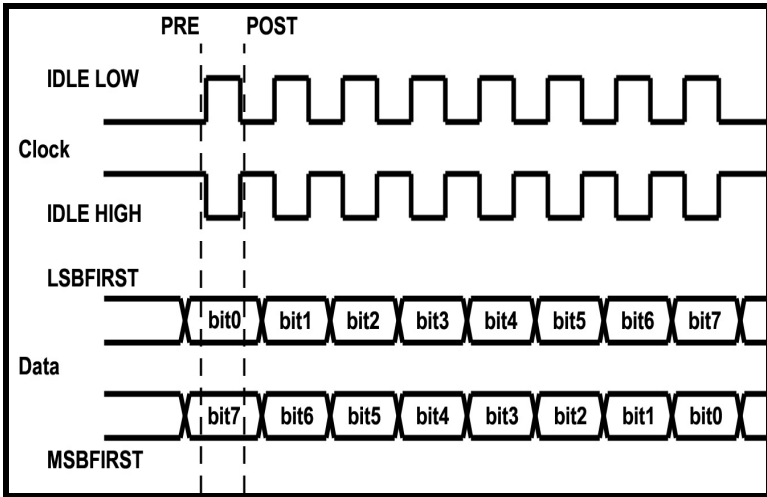 PRE POST
IDLE LOW
Clock
IDLE HIGH
LSBFIRST
bit0 bit1 bit2 bit3 bit4 bit5 bit6 bit7
Data
bit7 bit6 bit5 bit4 bit3 bit2 bit1 bit0
MSBFIRST